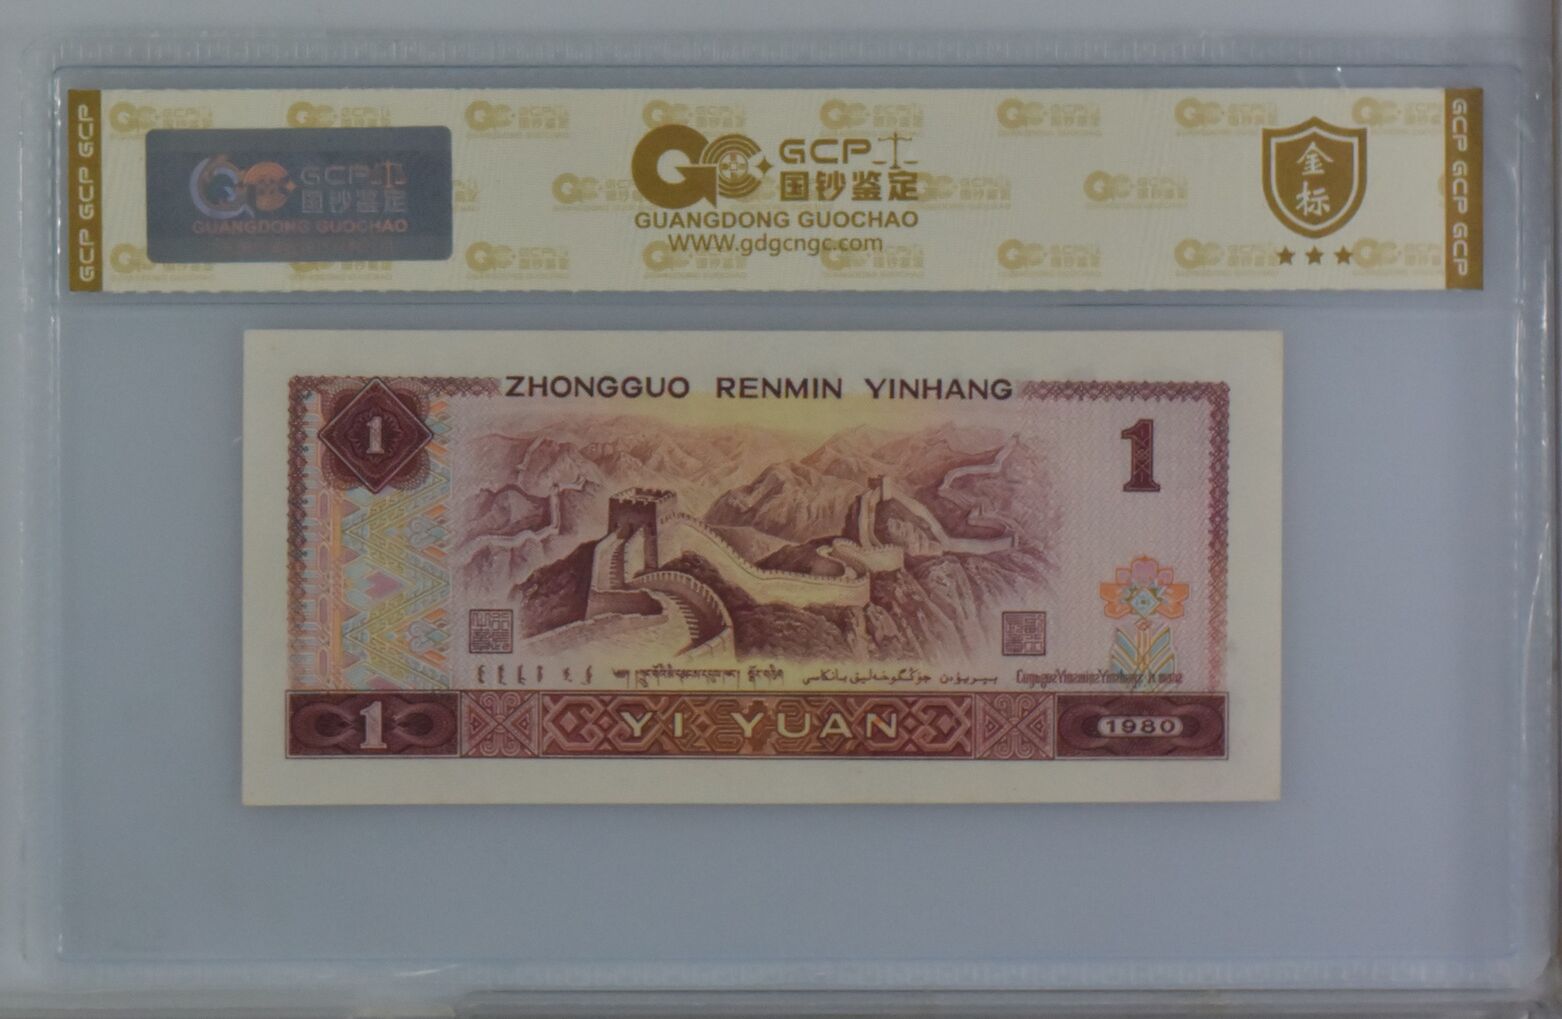 GCP GCP GCP
GCP
国钞鉴定
GUANGDONG GUOCHAO
GCP
国钞鉴定
GUANGDONG GUOCHAO
WWW.gdgcngc.com
金
标
GCP GCP GCP
ZHONGGUO RENMIN YINHANG
1
1
1
YI YUAN
1980